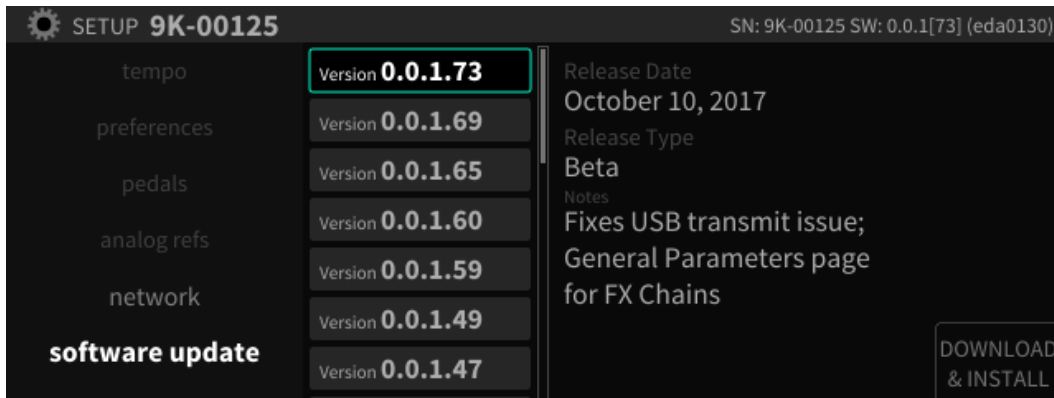 SETUP 9K-00125
SN: 9K-00125 SW: 0.0.1[73] (eda0130)
tempo
preferences
pedals
analog refs
network
software update
Version 0.0.1.73
Version 0.0.1.69
Version 0.0.1.65
Version 0.0.1.60
Version 0.0.1.59
Version 0.0.1.49
Version 0.0.1.47
Release Date
October 10, 2017
Release Type
Beta
Notes
Fixes USB transmit issue;
General Parameters page
for FX Chains
DOWNLOAD
& INSTALL